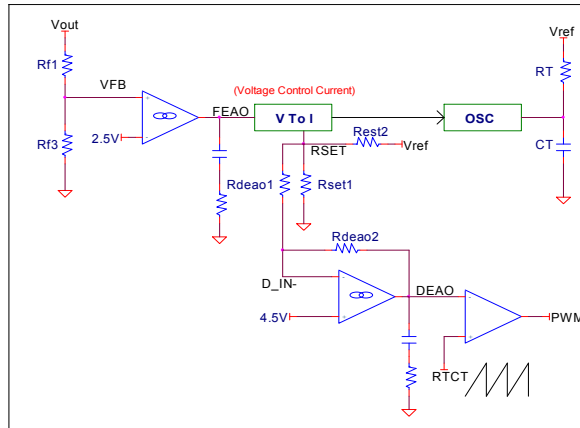 Vout
Vref
Rf1
RT
VFB
(Voltage Control Current)
FEAO
V To I
OSC
Rf3
2.5V
Rest2
Vref
RSET
CT
Rdeao1
Rset1
Rdeao2
D_IN-
DEAO
4.5V
PWM
RTCT